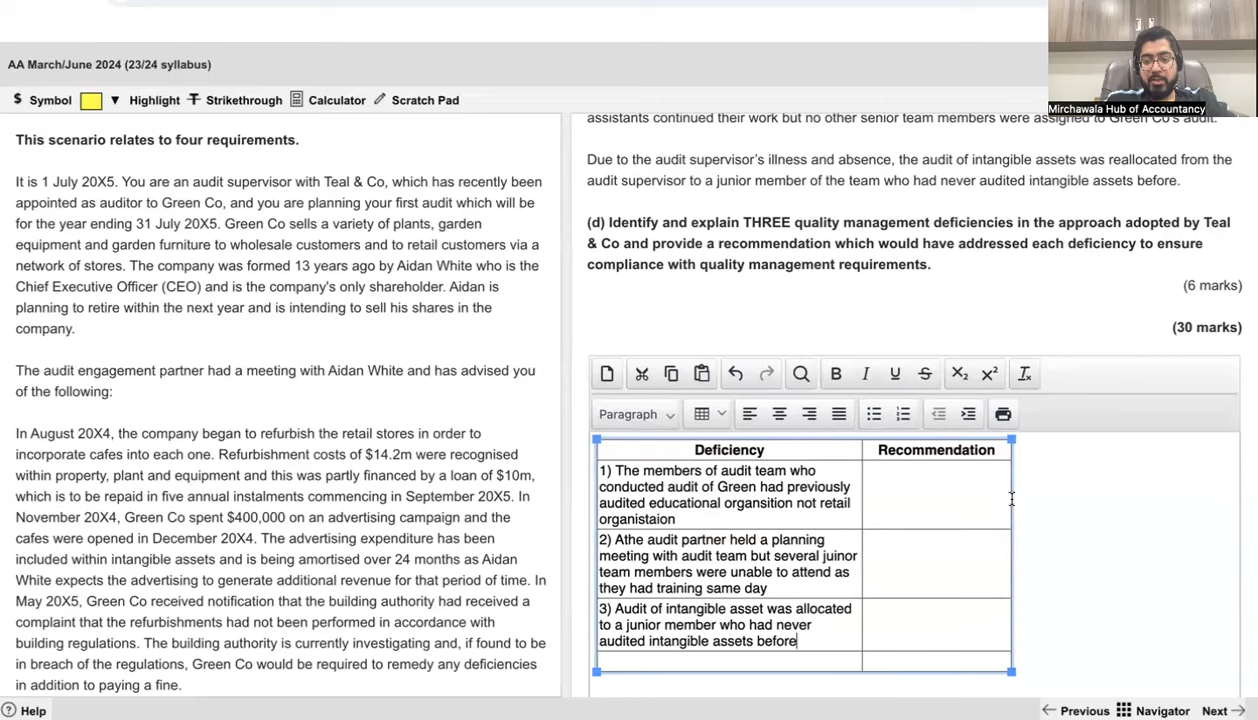 AA March/June 2024 (23/24 syllabus)
$ Symbol Highlight Strikethrough Calculator Scratch Pad
Mirchawala Hub of Accountancy
This scenario relates to four requirements.
It is 1 July 20X5. You are an audit supervisor with Teal & Co, which has recently been
appointed as auditor to Green Co, and you are planning your first audit which will be
for the year ending 31 July 20X5. Green Co sells a variety of plants, garden
equipment and garden furniture to wholesale customers and to retail customers via a
network of stores. The company was formed 13 years ago by Aidan White who is the
Chief Executive Officer (CEO) and is the company's only shareholder. Aidan is
planning to retire within the next year and is intending to sell his shares in the
company.
The audit engagement partner had a meeting with Aidan White and has advised you
of the following:
In August 20X4, the company began to refurbish the retail stores in order to
incorporate cafes into each one. Refurbishment costs of $14.2m were recognised
within property, plant and equipment and this was partly financed by a loan of $10m,
which is to be repaid in five annual instalments commencing in September 20X5. In
November 20X4, Green Co spent $400,000 on an advertising campaign and the
cafes were opened in December 20X4. The advertising expenditure has been
included within intangible assets and is being amortised over 24 months as Aidan
White expects the advertising to generate additional revenue for that period of time. In
May 20X5, Green Co received notification that the building authority had received a
complaint that the refurbishments had not been performed in accordance with
building regulations. The building authority is currently investigating and, if found to be
in breach of the regulations, Green Co would be required to remedy any deficiencies
in addition to paying a fine.
assistants continued their work but no other senior team members were assigned to Green Co's audit.
Due to the audit supervisor's illness and absence, the audit of intangible assets was reallocated from the
audit supervisor to a junior member of the team who had never audited intangible assets before.
(d) Identify and explain THREE quality management deficiencies in the approach adopted by Teal
& Co and provide a recommendation which would have addressed each deficiency to ensure
compliance with quality management requirements.
(6 marks)
(30 marks)
B I U S X₂ X² Ix
Paragraph
Deficiency Recommendation
1) The members of audit team who
conducted audit of Green had previously
audited educational organsition not retail
organistaion
2) Athe audit partner held a planning
meeting with audit team but several juinor
team members were unable to attend as
they had training same day
3) Audit of intangible asset was allocated
to a junior member who had never
audited intangible assets before
Help Previous Navigator Next